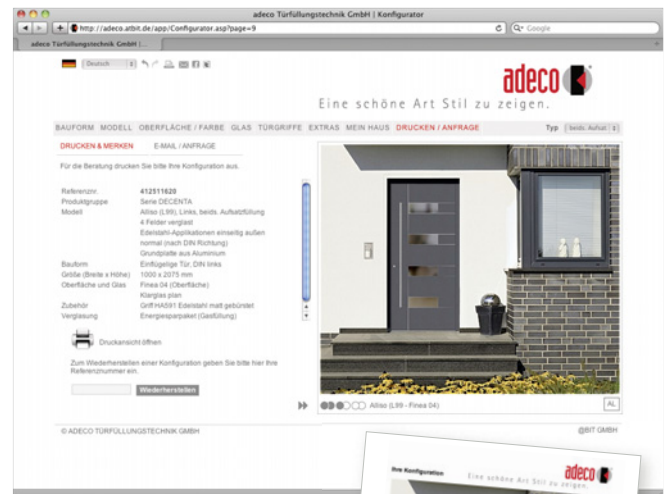 adeco Türfüllungstechnik GmbH | Konfigurator
http://adeco.atbit.de/app/Configurator.asp?page=9
Google
adeco Türfüllungstechnik GmbH |...
Deutsch
adeco
Eine schöne Art Stil zu zeigen.
BAUFORM MODELL OBERFLÄCHE / FARBE GLAS TÜRGRIFFE EXTRAS MEIN HAUS DRUCKEN / ANFRAGE Typ beids. Aufsat
DRUCKEN & MERKEN E-MAIL / ANFRAGE
Für die Beratung drucken Sie bitte Ihre Konfiguration aus.
Referenznr. 412511620
Produktgruppe Serie DECENTA
Modell Alliso (L99), Links, beids. Aufsatzfüllung
4 Felder verglast
Edelstahl-Applikationen einseitig außen
normal (nach DIN Richtung)
Grundplatte aus Aluminium
Bauform Einflügelige Tür, DIN links
Größe (Breite x Höhe) 1000 x 2075 mm
Oberfläche und Glas Finea 04 (Oberfläche)
Klarglas plan
Zubehör Griff HA591 Edelstahl matt gebürstet
Verglasung Energiesparpaket (Gasfüllung)
Druckansicht öffnen
Zum Wiederherstellen einer Konfiguration geben Sie bitte hier Ihre
Referenznummer ein.
Wiederherstellen
Alliso (L99 - Finea 04) AL
© ADECO TÜRFÜLLUNGSTECHNIK GMBH @BIT GMBH
Ihre Konfiguration
Eine schöne Art Stil zu zeigen.
adeco